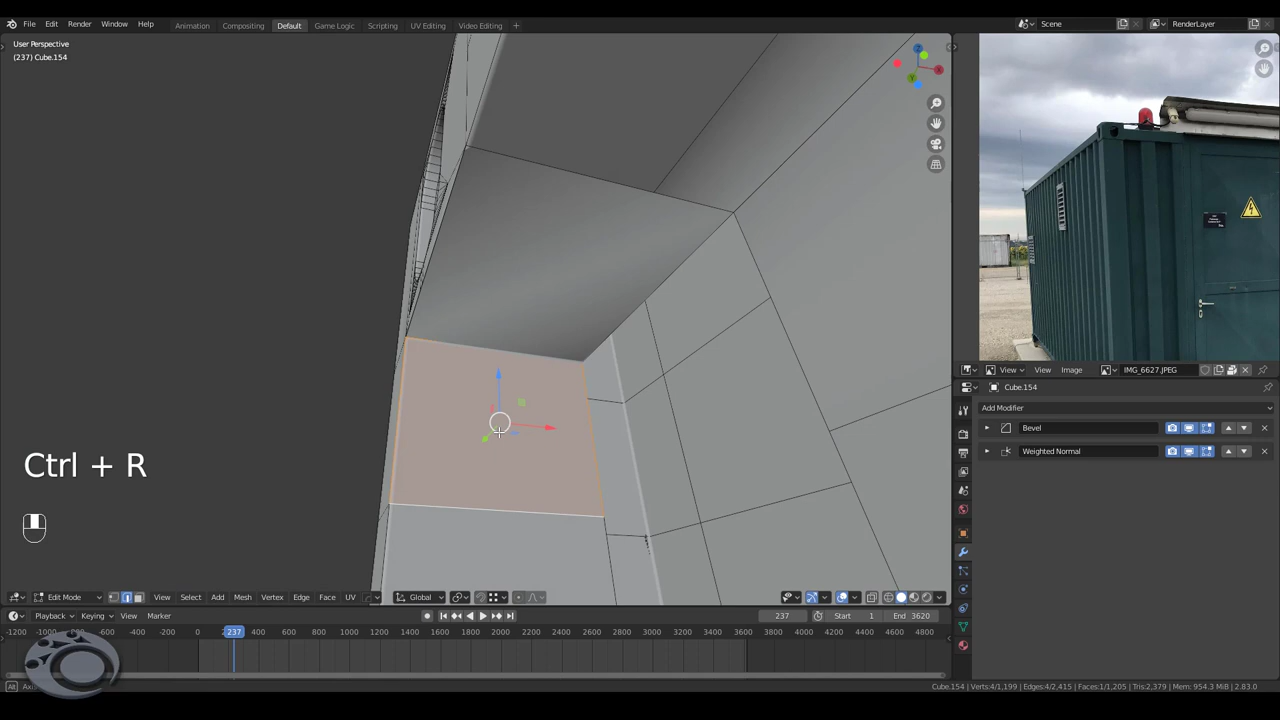 File Edit Render Window Help Animation Compositing Default Game Logic Scripting UV Editing Video Editing + Scene RenderLayer
User Perspective
(237) Cube.154
View Image IMG_6627.JPEG
Cube.154
Add Modifier
Bevel
Weighted Normal
Ctrl + R
Edit Mode View Select Add Mesh Vertex Edge Face UV Global
Playback Keying View Marker 237 Start 1 End 3620
-1200 -1000 -800 -600 -400 -200 0 237 400 600 800 1000 1200 1400 1600 1800 2000 2200 2400 2600 2800 3000 3200 3400 3600 3800 4000 4200 4400 4600 4800
Cube.154 | Verts:4/1,199 | Edges:4/2,415 | Faces:1/1,205 | Tris:2,379 | Mem: 954.3 MiB | 2.83.0